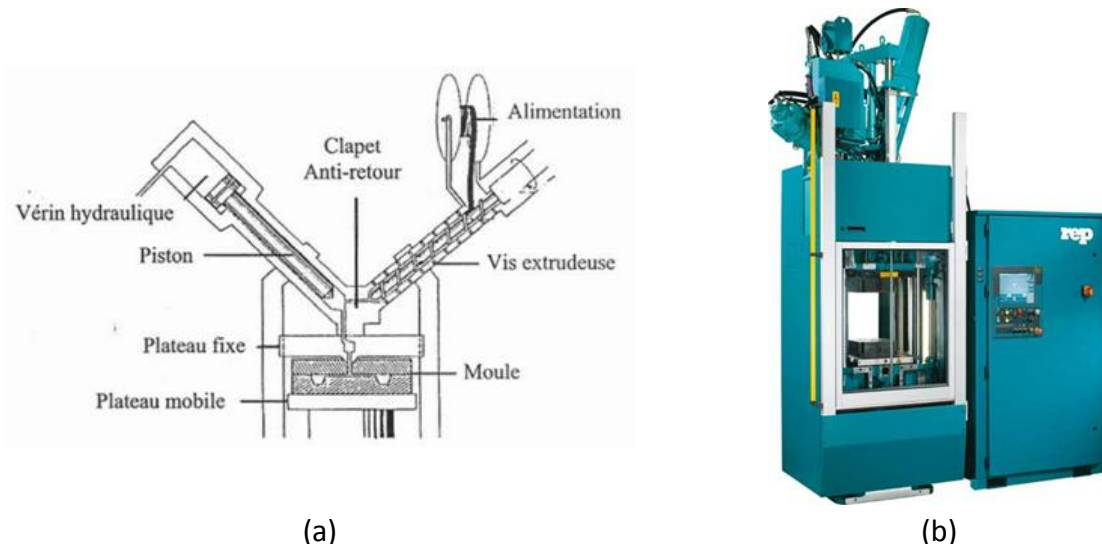 Alimentation
Clapet
Anti-retour
Vérin hydraulique
Piston
Vis extrudeuse
Plateau fixe
Moule
Plateau mobile
rep
(a)
(b)